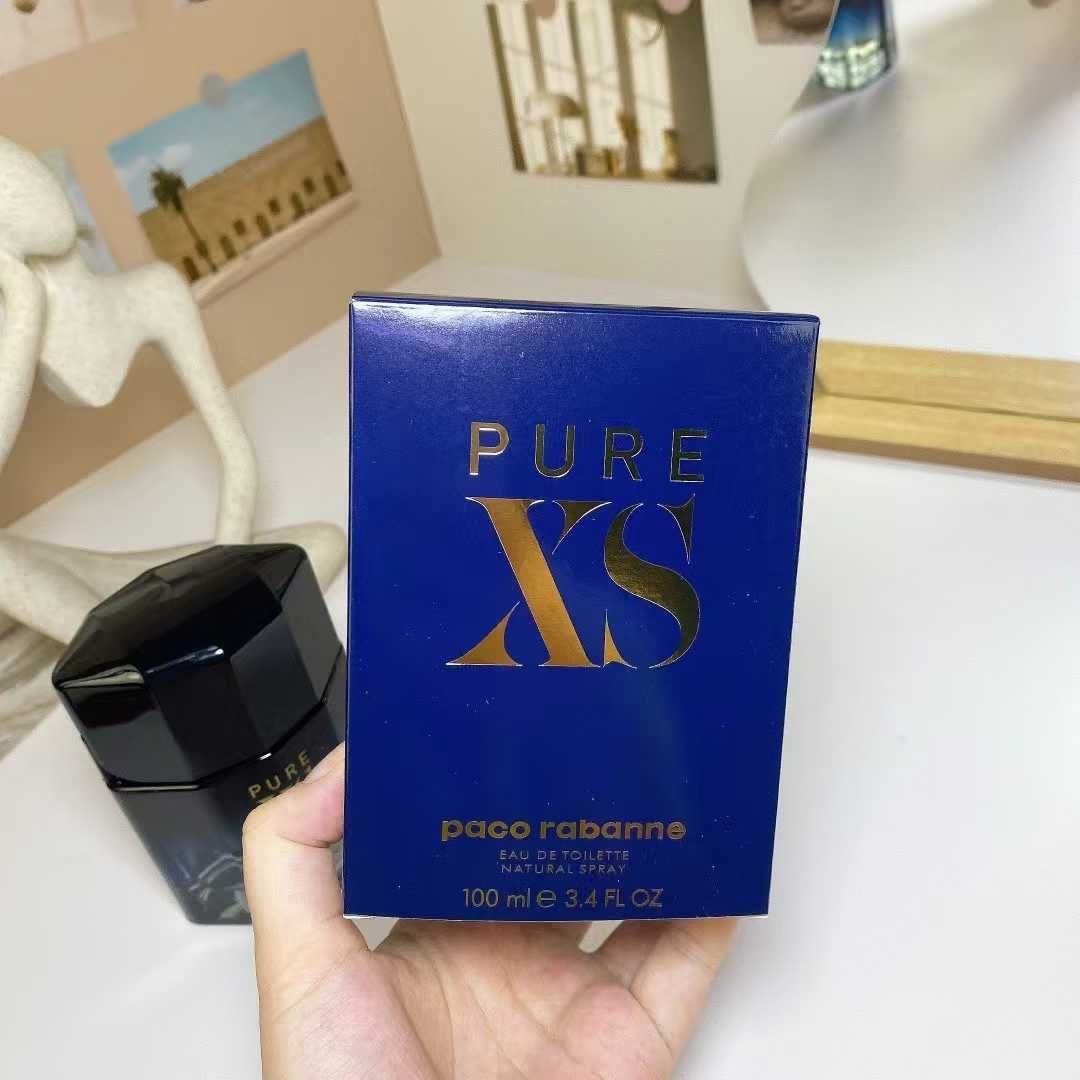 PURE
XS
paco rabanne
EAU DE TOILETTE
NATURAL SPRAY
100 ml e 3.4 FL OZ
PURE